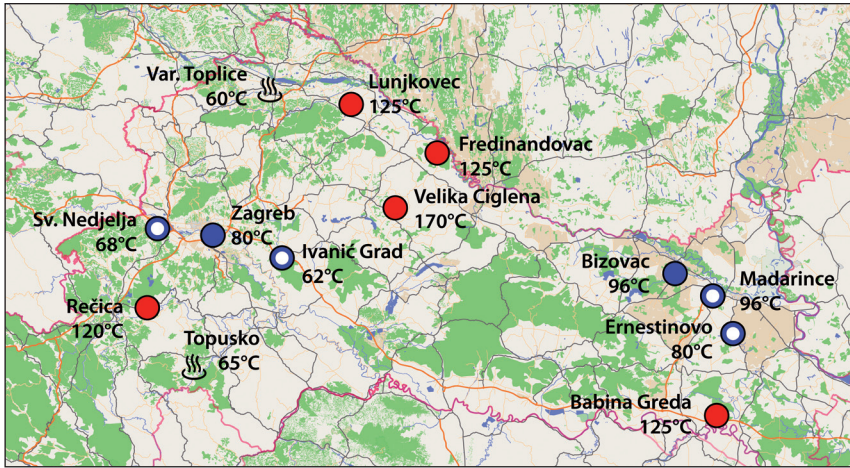 Var. Toplice
60°C
Lunjkovec
125°C
Fredinandovac
125°C
Velika Ciglena
170°C
Sv. Nedjelja
68°C
Zagreb
80°C
Ivanić Grad
62°C
Bizovac
96°C
Madarince
96°C
Rečica
120°C
Ernestinovo
80°C
Topusko
65°C
Babina Greda
125°C